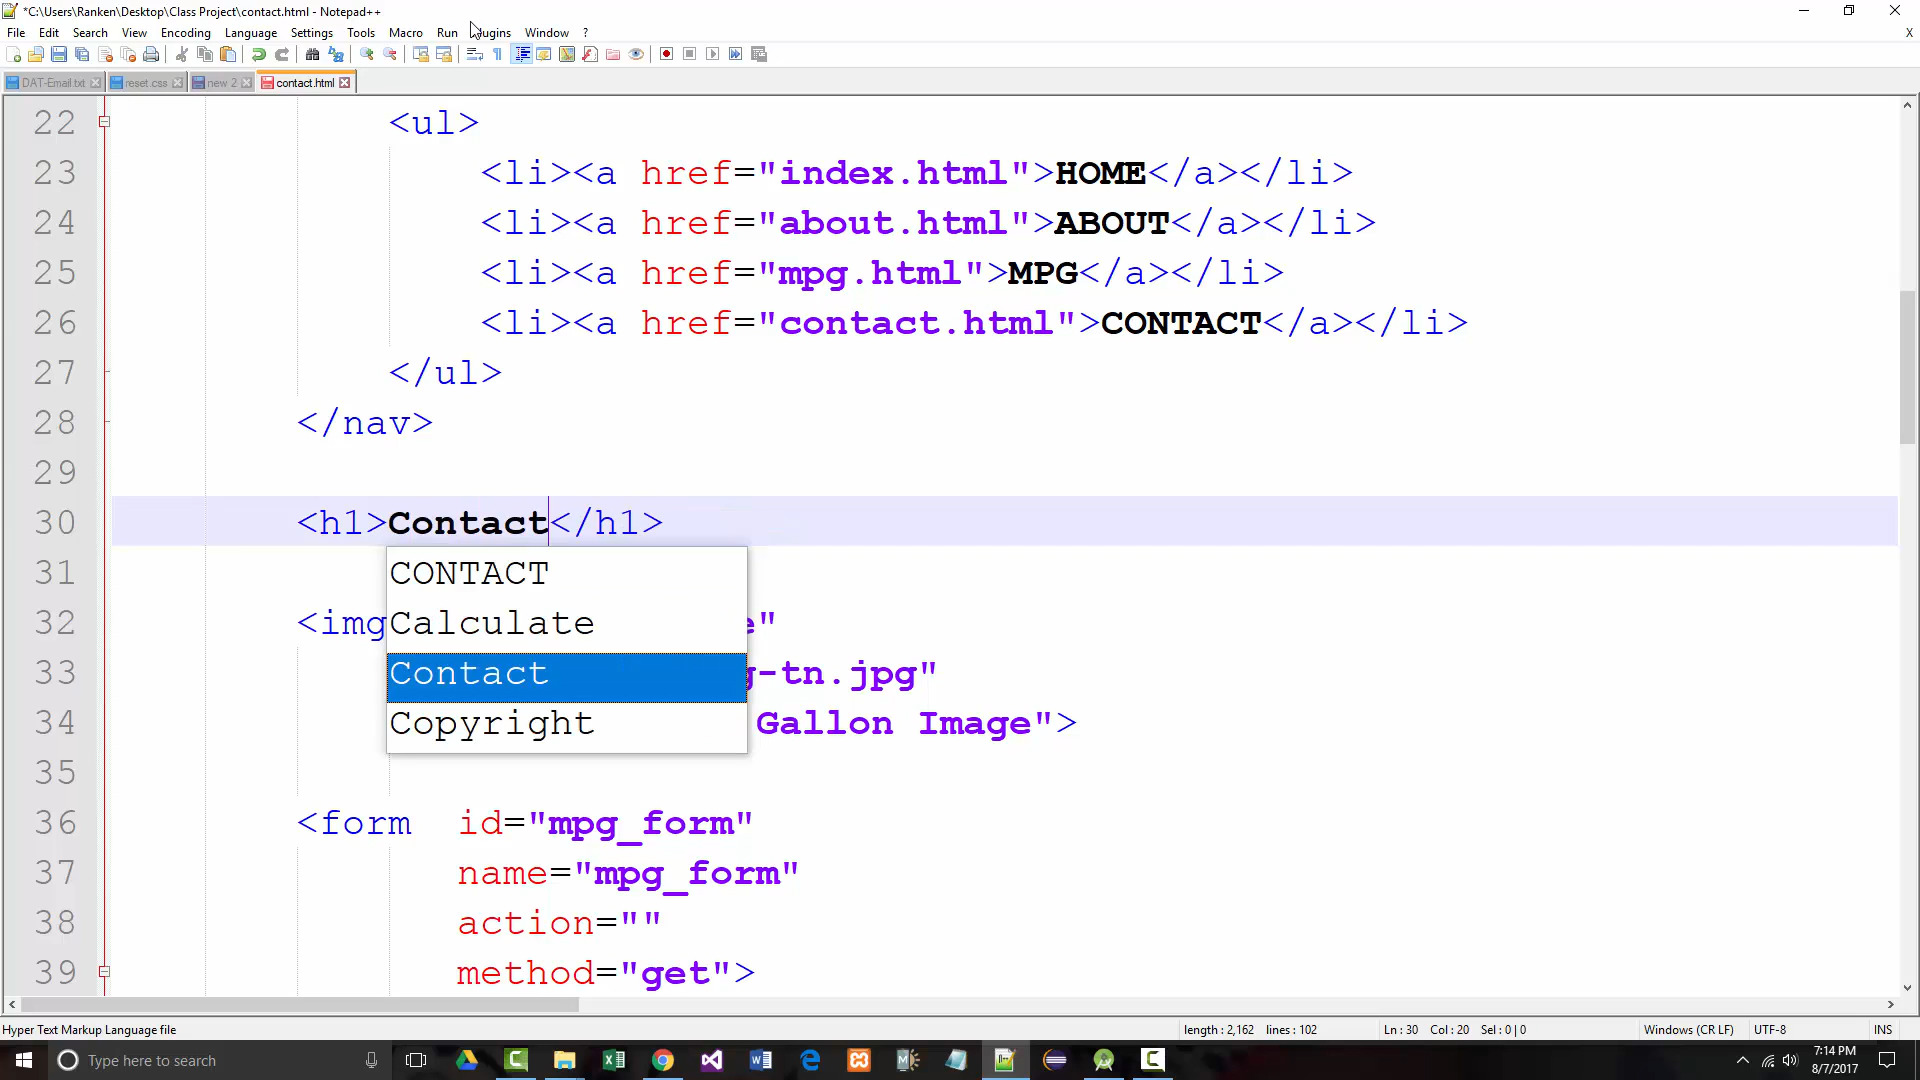 *C:\Users\Ranken\Desktop\Class Project\contact.html - Notepad++
File Edit Search View Encoding Language Settings Tools Macro Run Plugins Window ? X
DAT-Email.txt reset.css new 2 contact.html
22 <ul>
23 <li><a href="index.html">HOME</a></li>
24 <li><a href="about.html">ABOUT</a></li>
25 <li><a href="mpg.html">MPG</a></li>
26 <li><a href="contact.html">CONTACT</a></li>
27 </ul>
28 </nav>
29
30 <h1>Contact</h1>
31 CONTACT
32 <img Calculate "
33 Contact -tn.jpg"
34 Copyright Gallon Image">
35
36 <form id="mpg_form"
37 name="mpg_form"
38 action=""
39 method="get">
Hyper Text Markup Language file length : 2,162 lines : 102 Ln : 30 Col : 20 Sel : 0 | 0 Windows (CR LF) UTF-8 INS
Type here to search 7:14 PM
8/7/2017